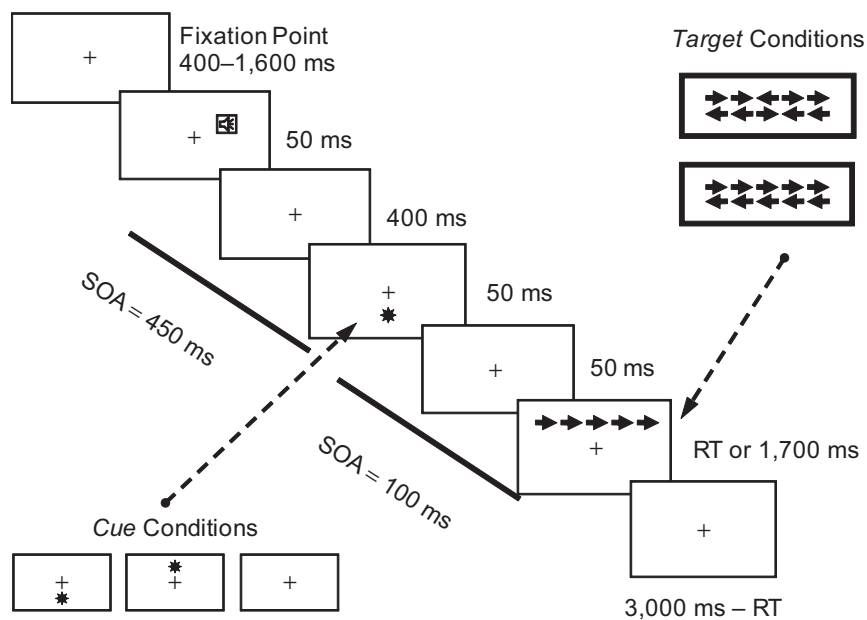 Fixation Point
400–1,600 ms
50 ms
400 ms
50 ms
50 ms
RT or 1,700 ms
3,000 ms – RT
SOA = 450 ms
SOA = 100 ms
Cue Conditions
Target Conditions